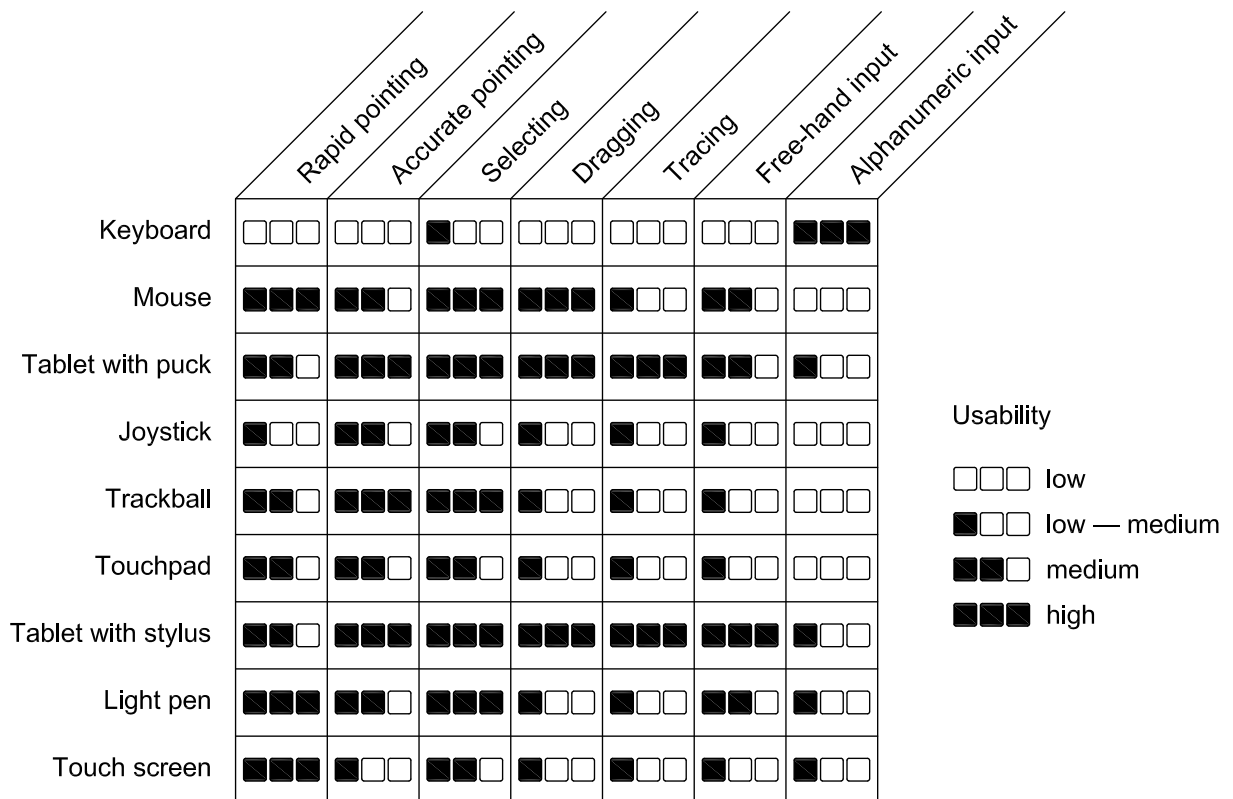 Rapid pointing
Accurate pointing
Selecting
Dragging
Tracing
Free-hand input
Alphanumeric input
Keyboard
Mouse
Tablet with puck
Joystick
Trackball
Touchpad
Tablet with stylus
Light pen
Touch screen
Usability
low
low — medium
medium
high